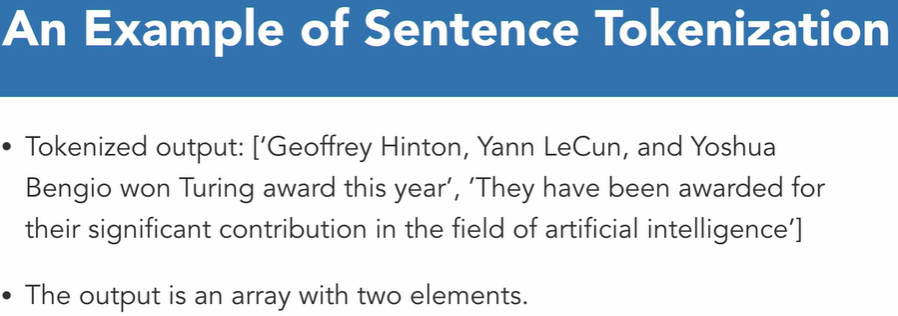 An Example of Sentence Tokenization
• Tokenized output: [’Geoffrey Hinton, Yann LeCun, and Yoshua
Bengio won Turing award this year’, ’They have been awarded for
their significant contribution in the field of artificial intelligence’]
• The output is an array with two elements.